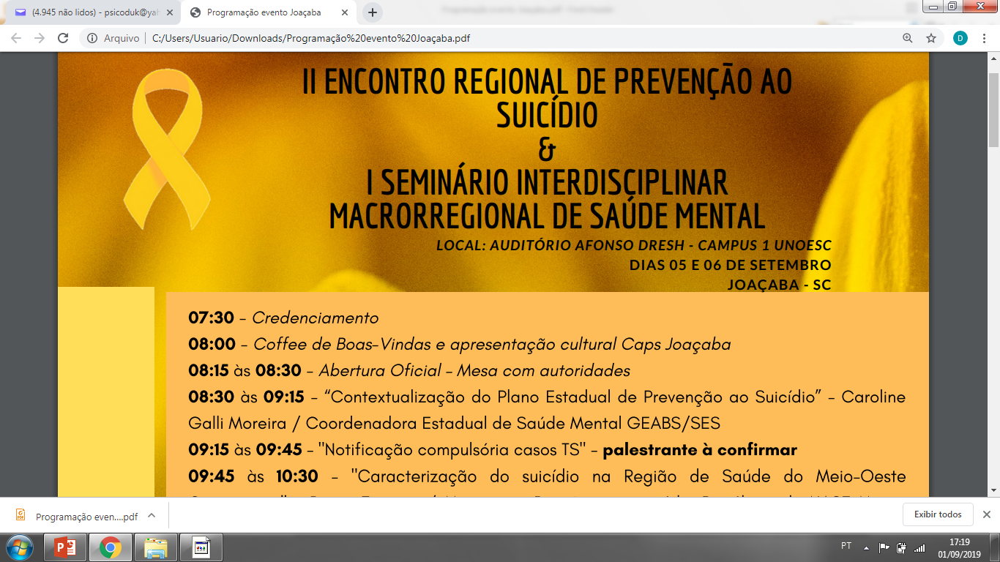 (4.945 não lidos) - psicoduk@yah
Programação evento Joaçaba
Arquivo
C:/Users/Usuario/Downloads/Programação%20evento%20Joaçaba.pdf
D
II ENCONTRO REGIONAL DE PREVENÇÃO AO
SUICÍDIO
&
I SEMINÁRIO INTERDISCIPLINAR
MACRORREGIONAL DE SAÚDE MENTAL
LOCAL: AUDITÓRIO AFONSO DRESH - CAMPUS 1 UNOESC
DIAS 05 E 06 DE SETEMBRO
JOAÇABA - SC
07:30 - Credenciamento
08:00 - Coffee de Boas-Vindas e apresentação cultural Caps Joaçaba
08:15 às 08:30 - Abertura Oficial - Mesa com autoridades
08:30 às 09:15 - “Contextualização do Plano Estadual de Prevenção ao Suicídio” - Caroline
Galli Moreira / Coordenadora Estadual de Saúde Mental GEABS/SES
09:15 às 09:45 - "Notificação compulsória casos TS" - palestrante à confirmar
09:45 às 10:30 - "Caracterização do suicídio na Região de Saúde do Meio-Oeste
Programação even....pdf
Exibir todos
PT
17:19
01/09/2019